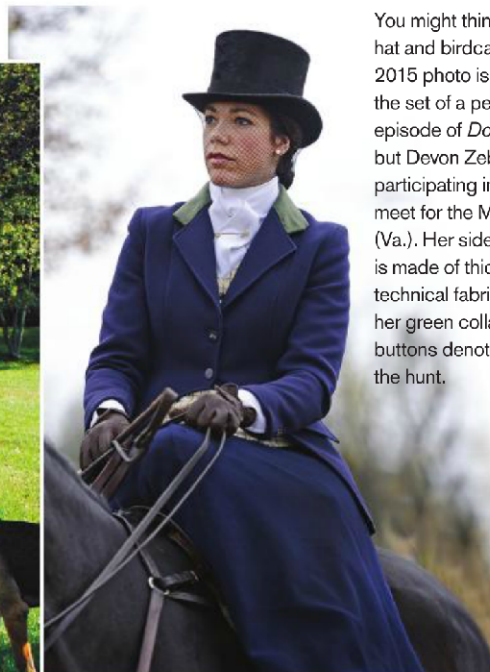 You might thin
hat and birdca
2015 photo is
the set of a pe
episode of Do
but Devon Zeb
participating in
meet for the M
(Va.). Her side
is made of thic
technical fabri
her green colla
buttons denot
the hunt.